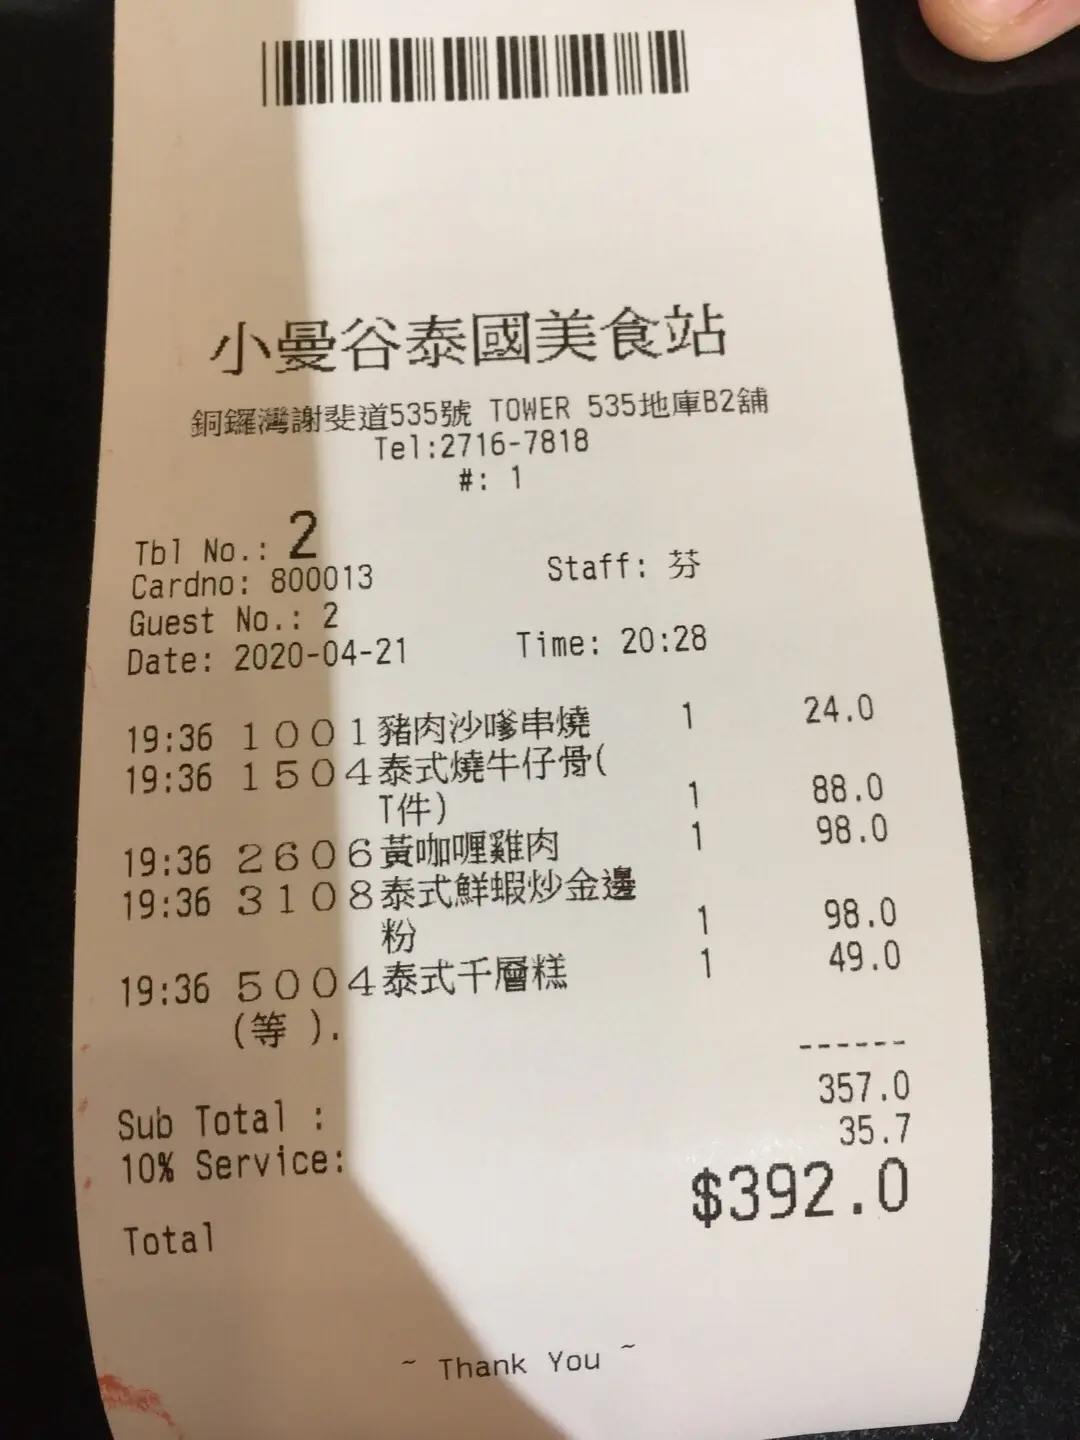 小曼谷泰國美食站
銅鑼灣謝斐道535號 TOWER 535地庫B2舖
Tel:2716-7818
#: 1
Tbl No.: 2
Cardno: 800013 Staff: 芬
Guest No.: 2
Date: 2020-04-21 Time: 20:28
19:36 1001豬肉沙嗲串燒 1 24.0
19:36 1504泰式燒牛仔骨(
T件) 1 88.0
19:36 2606黃咖喱雞肉 1 98.0
19:36 3108泰式鮮蝦炒金邊
粉 1 98.0
19:36 5004泰式千層糕 1 49.0
(等 ).
------
Sub Total : 357.0
10% Service: 35.7
Total $392.0
~ Thank You ~